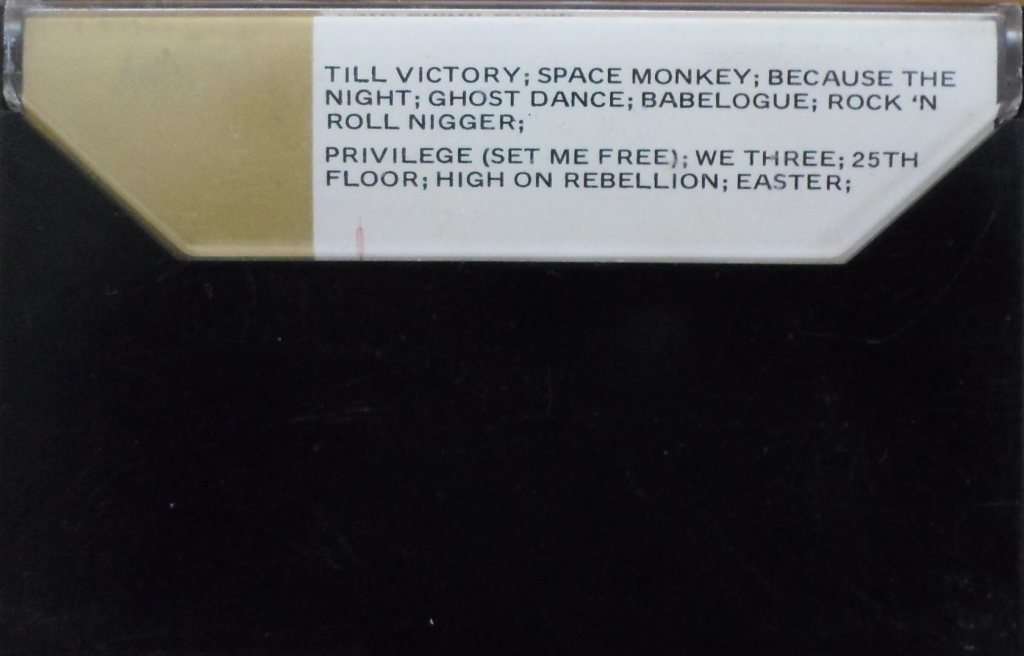 TILL VICTORY; SPACE MONKEY; BECAUSE THE
NIGHT; GHOST DANCE; BABELOGUE; ROCK 'N
ROLL NIGGER;
PRIVILEGE (SET ME FREE); WE THREE; 25TH
FLOOR; HIGH ON REBELLION; EASTER;